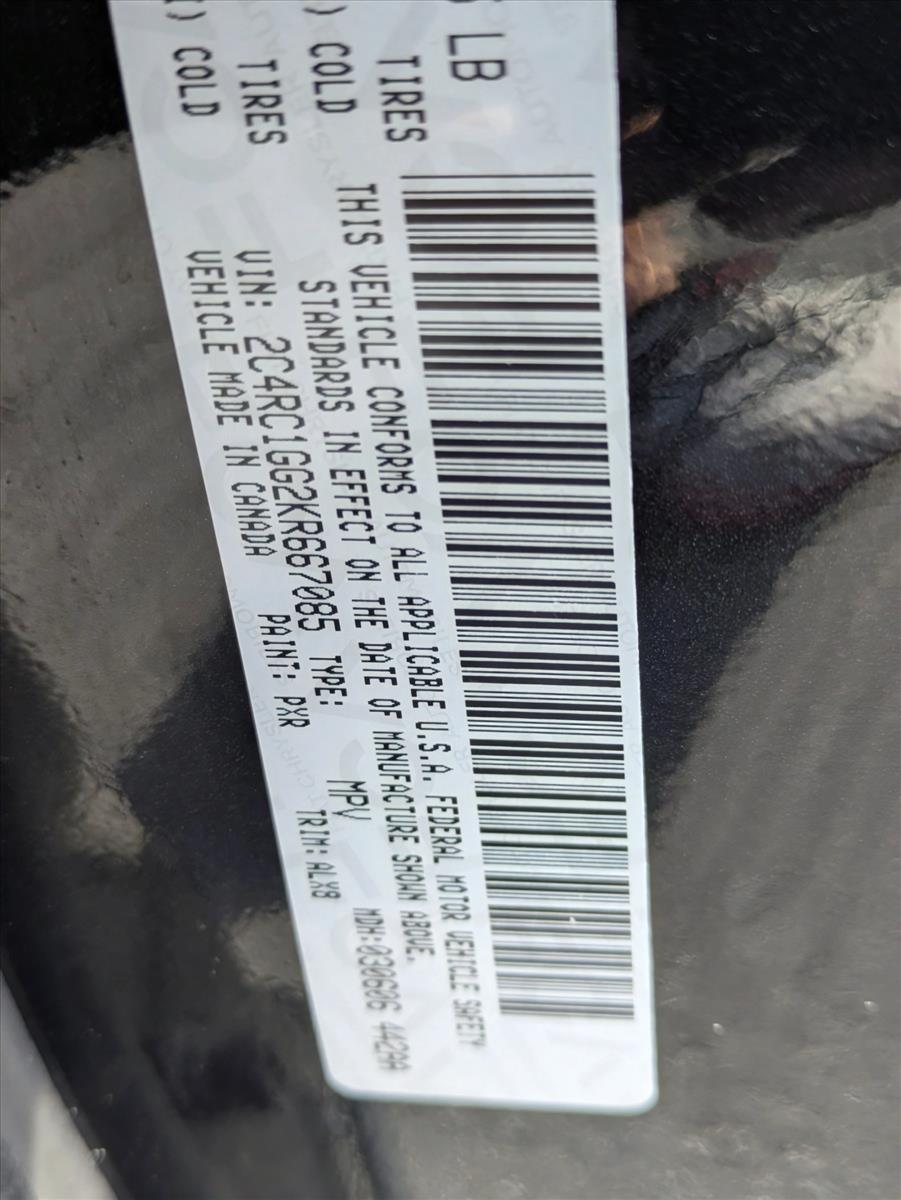 5 LB
TIRES
) COLD
TIRES
) COLD
THIS VEHICLE CONFORMS TO ALL APPLICABLE U.S.A. FEDERAL MOTOR VEHICLE SAFETY
STANDARDS IN EFFECT ON THE DATE OF MANUFACTURE SHOWN ABOVE.
VIN: 2C4RC1GG2KR667085 TYPE: MPV MDH:030606 442AA
VEHICLE MADE IN CANADA PAINT: PXR TRIM:ALX8